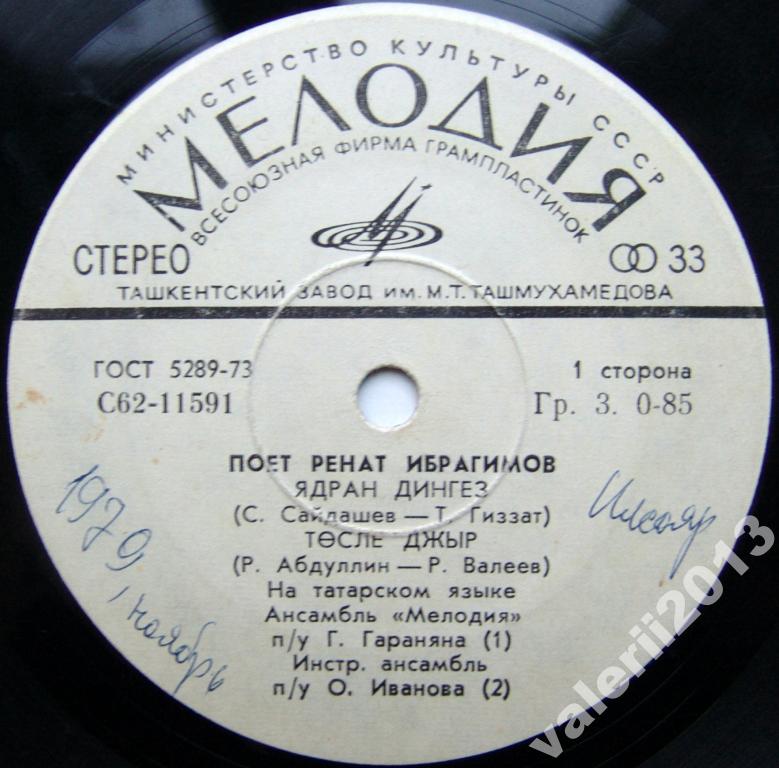 МИНИСТЕРСТВО КУЛЬТУРЫ СССР
МЕЛОДИЯ
ВСЕСОЮЗНАЯ ФИРМА ГРАМПЛАСТИНОК
СТЕРЕО
33
ТАШКЕНТСКИЙ ЗАВОД ИМ. М.Т. ТАШМУХАМЕДОВА
ГОСТ 5289-73
1 сторона
С62-11591
Гр. 3. 0-85
ПОЕТ РЕНАТ ИБРАГИМОВ
ЯДРАН ДИНГЕЗ
(С. Сайдашев — Т. Гиззат)
ТӨСЛЕ ДЖЫР
(Р. Абдуллин — Р. Валеев)
На татарском языке
Ансамбль «Мелодия»
п/у Г. Гараняна (1)
Инстр. ансамбль
п/у О. Иванова (2)
1979, ноябрь
valerii2013